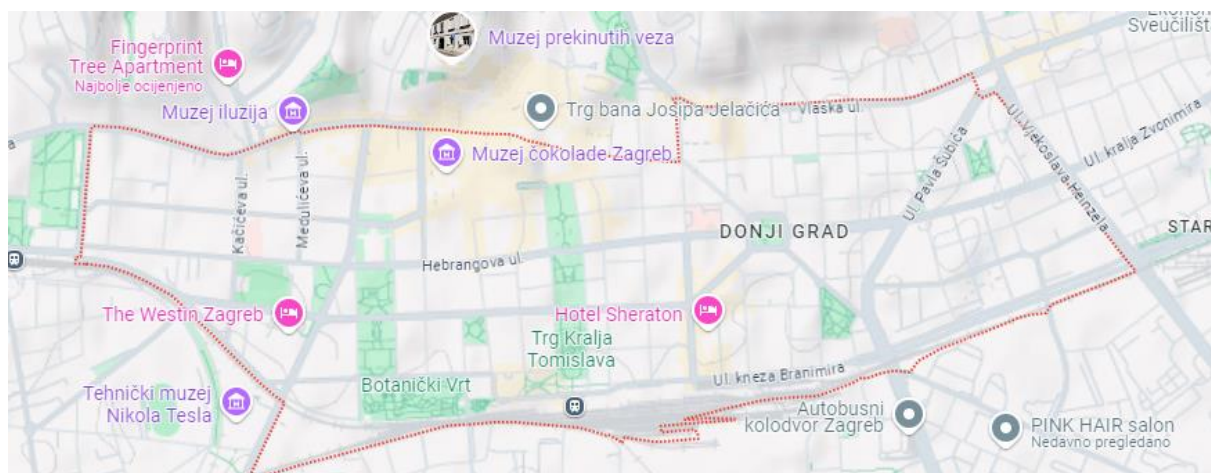 Ekono
Sveučilišt
Muzej prekinutih veza
Fingerprint
Tree Apartment
Najbolje ocijenjeno
Muzej iluzija
Trg bana Josipa Jelačića
Vlaška ul.
Muzej čokolade Zagreb
Ul. Vjekoslava Heinzela
Ul. kralja Zvonimira
Ul. Pavla Šubića
Kačićeva ul.
Medulićeva ul.
DONJI GRAD
STAR
Hebrangova ul.
The Westin Zagreb
Hotel Sheraton
Trg Kralja
Tomislava
Ul. kneza Branimira
Botanički Vrt
Tehnički muzej
Nikola Tesla
Autobusni
kolodvor Zagreb
PINK HAIR salon
Nedavno pregledano